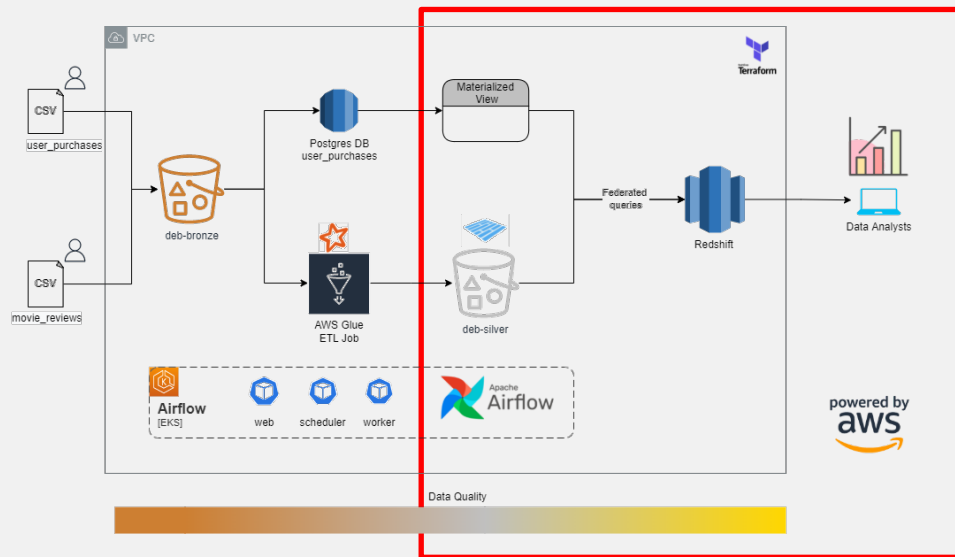 VPC
HashiCorp
Terraform
CSV
user_purchases
CSV
movie_reviews
deb-bronze
Postgres DB
user_purchases
AWS Glue
ETL Job
Materialized
View
deb-silver
Federated
queries
Redshift
Data Analysts
Airflow
[EKS]
web
scheduler
worker
Apache
Airflow
powered by
aws
Data Quality